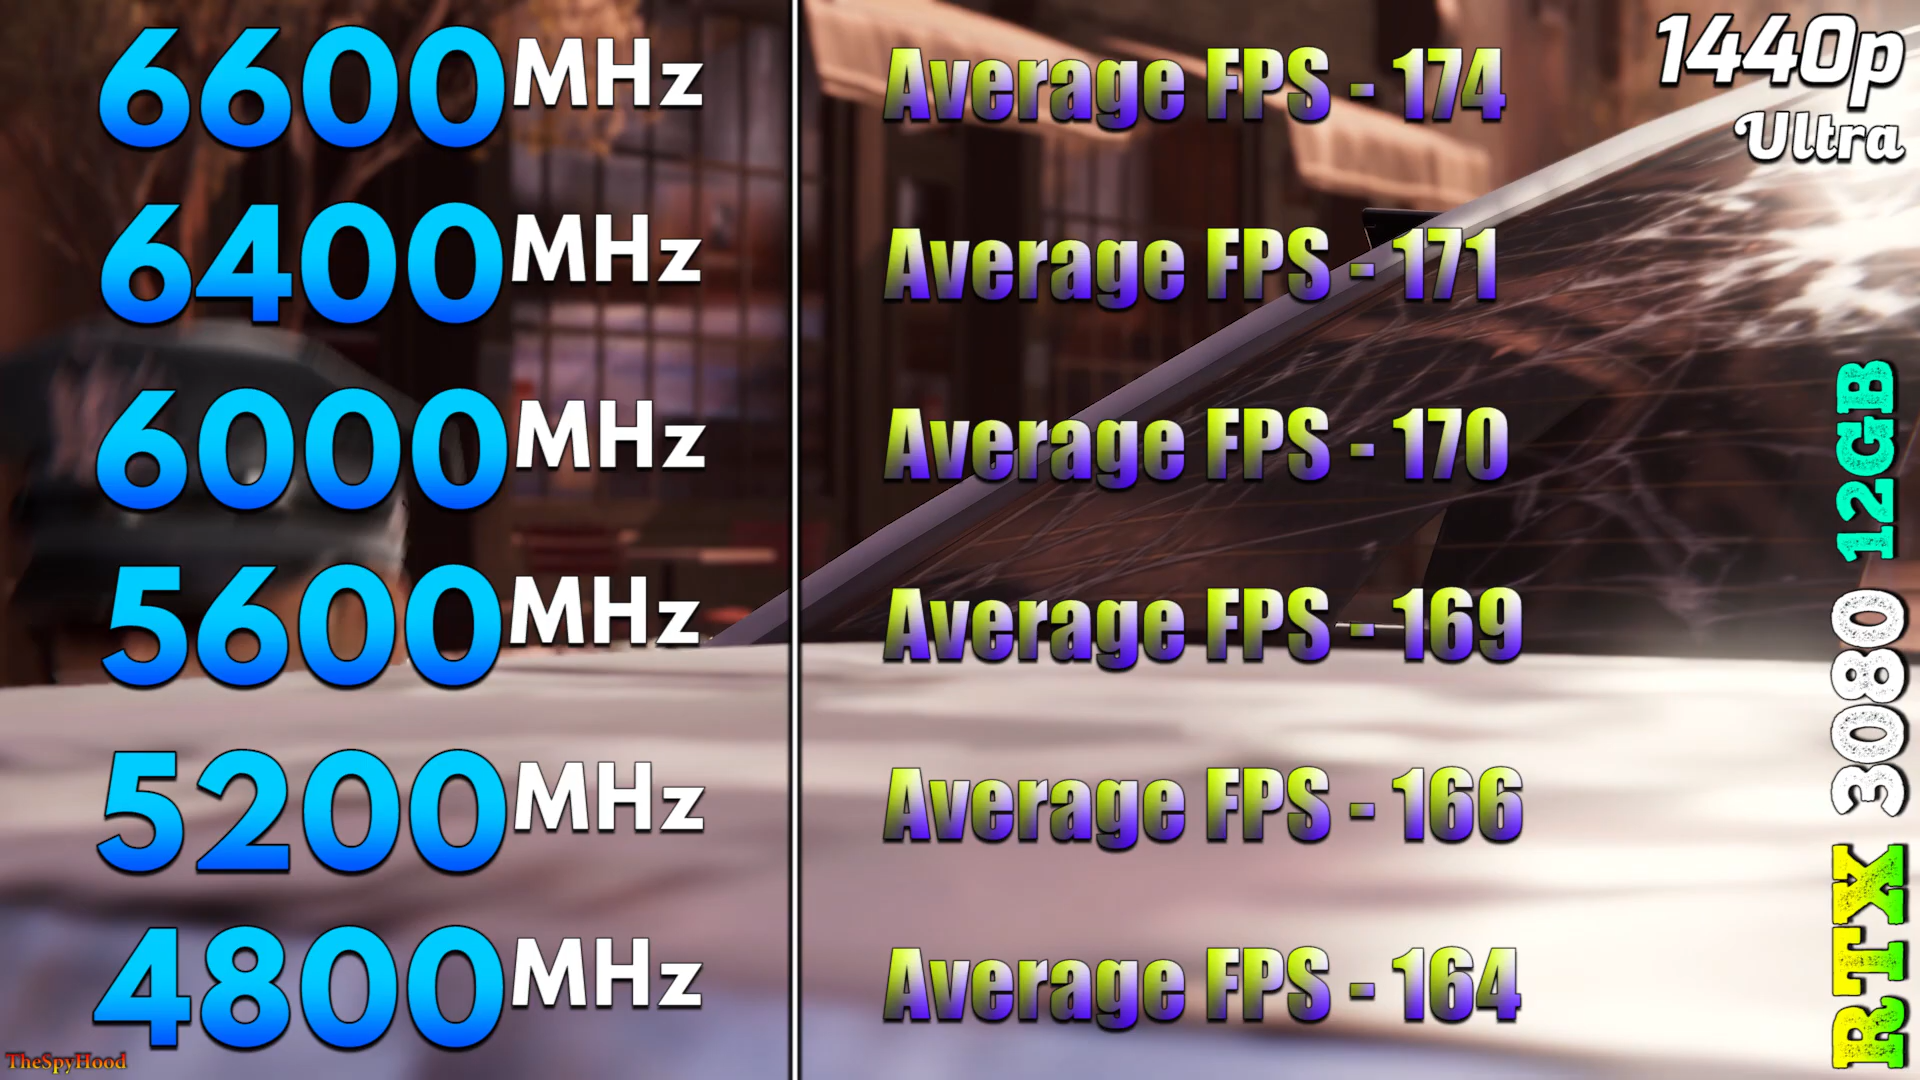 6600MHz Average FPS - 174
1440p
Ultra
6400MHz Average FPS - 171
6000MHz Average FPS - 170
5600MHz Average FPS - 169
5200MHz Average FPS - 166
4800MHz Average FPS - 164
RTX 3080 12GB
TheSpyHood